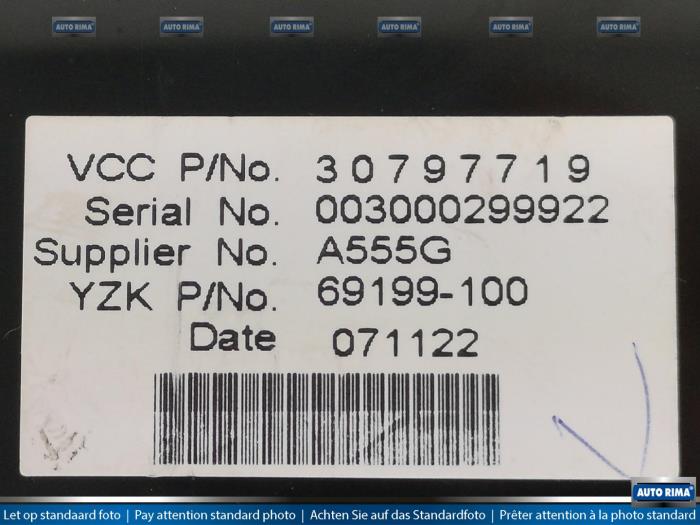 AUTO RIMA AUTO RIMA AUTO RIMA AUTO RIMA AUTO RIMA AUTO RIMA
VCC P/No. 30797719
Serial No. 003000299922
Supplier No. A555G
YZK P/No. 69199-100
Date 071122
AUTO RIMA
Let op standaard foto | Pay attention standard photo | Achten Sie auf das Standardfoto | Prêter attention à la photo standard